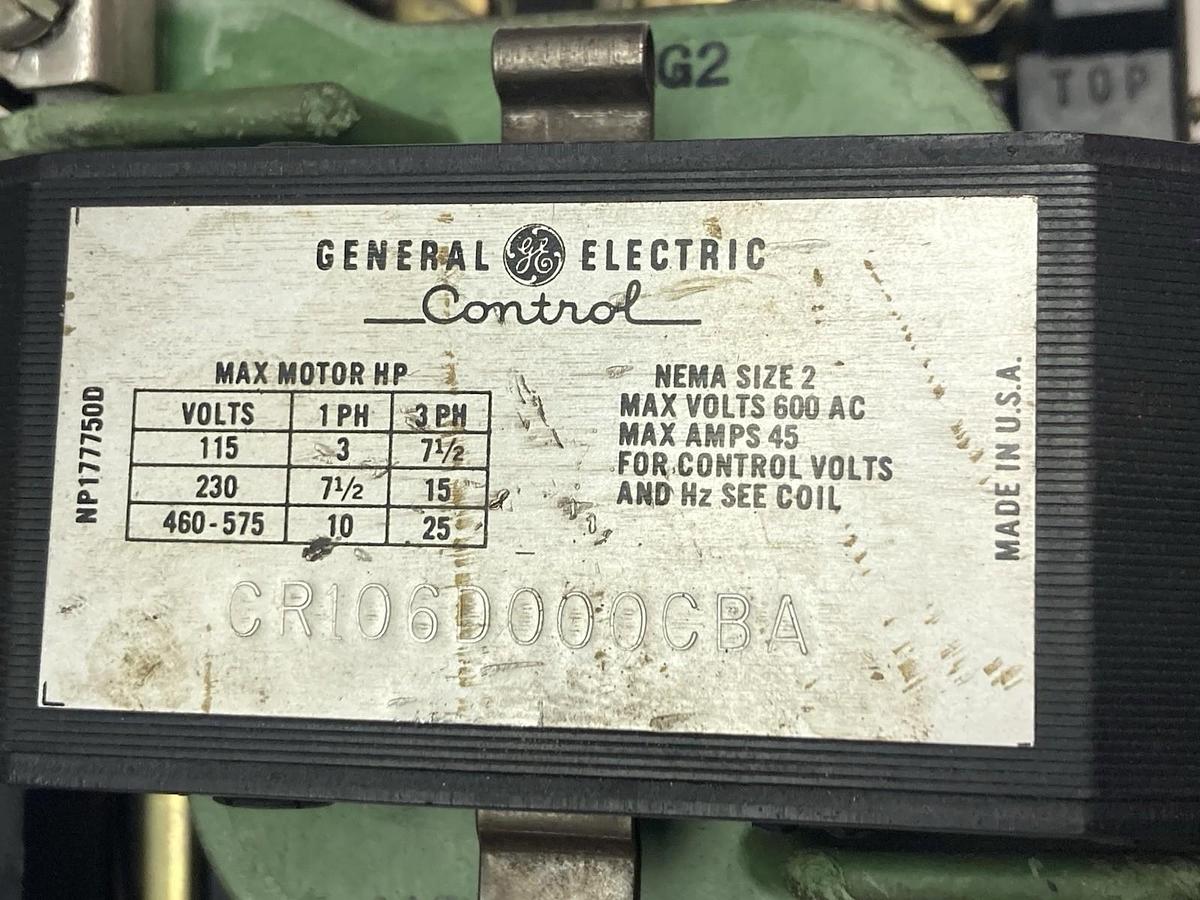 G2
TOP
GENERAL GE ELECTRIC
Control
MAX MOTOR HP
VOLTS 1 PH 3 PH
115 3 7½
230 7½ 15
460-575 10 25
NEMA SIZE 2
MAX VOLTS 600 AC
MAX AMPS 45
FOR CONTROL VOLTS
AND Hz SEE COIL
NP177750D
MADE IN U.S.A.
CR106D000CBA